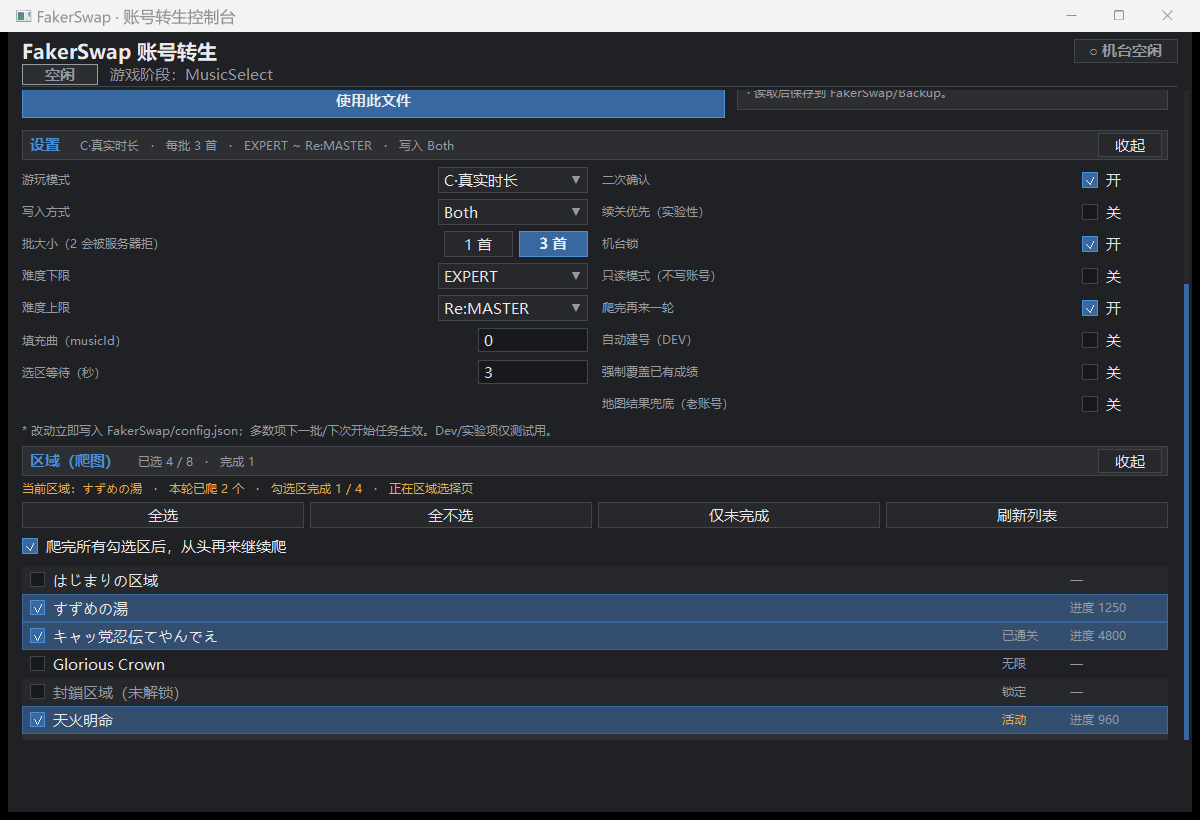 FakerSwap · 账号转生控制台
FakerSwap 账号转生
○ 机台空闲
空闲 游戏阶段：MusicSelect
使用此文件
· 读取后保存到 FakerSwap/Backup。
设置 C·真实时长 · 每批 3 首 · EXPERT ~ Re:MASTER · 写入 Both 收起
游玩模式 C·真实时长 二次确认 开
写入方式 Both 续关优先（实验性） 关
批大小（2 会被服务器拒） 1 首 3 首 机台锁 开
难度下限 EXPERT 只读模式（不写账号） 关
难度上限 Re:MASTER 爬完再来一轮 开
填充曲（musicId） 0 自动建号（DEV） 关
选区等待（秒） 3 强制覆盖已有成绩 关
地图结果兜底（老账号） 关
* 改动立即写入 FakerSwap/config.json；多数项下一批/下次开始任务生效。Dev/实验项仅测试用。
区域（爬图） 已选 4 / 8 · 完成 1 收起
当前区域：すずめの湯 · 本轮已爬 2 个 · 勾选区完成 1 / 4 · 正在区域选择页
全选 全不选 仅未完成 刷新列表
爬完所有勾选区后，从头再来继续爬
はじまりの区域 —
すずめの湯 进度 1250
キャッ党忍伝てやんでえ 已通关 进度 4800
Glorious Crown 无限 —
封鎖区域（未解锁） 锁定 —
天火明命 活动 进度 960